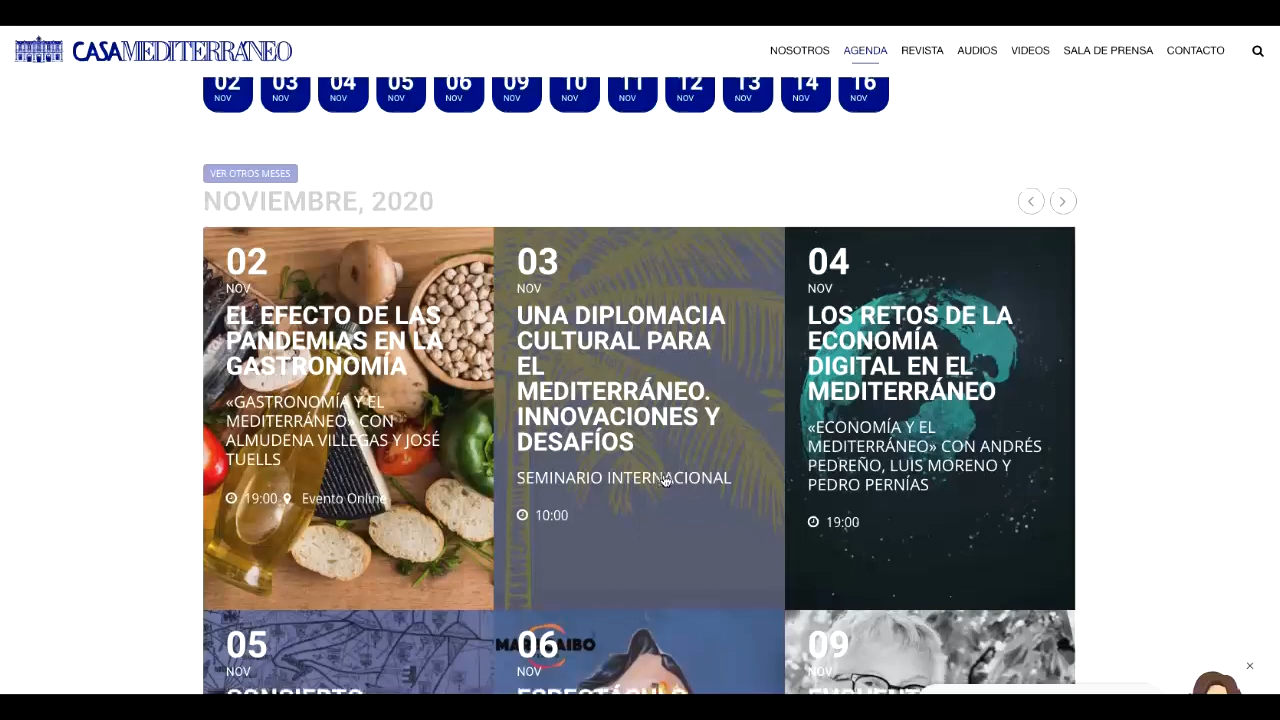 CASAMEDITERRÁNEO
NOSOTROS AGENDA REVISTA AUDIOS VIDEOS SALA DE PRENSA CONTACTO
02 03 04 05 06 09 10 11 12 13 14 16
NOV NOV NOV NOV NOV NOV NOV NOV NOV NOV NOV NOV
VER OTROS MESES
NOVIEMBRE, 2020
02
NOV
EL EFECTO DE LAS
PANDEMIAS EN LA
GASTRONOMÍA
«GASTRONOMÍA Y EL
MEDITERRÁNEO» CON
ALMUDENA VILLEGAS Y JOSÉ
TUELLS
19:00 Evento Online
03
NOV
UNA DIPLOMACIA
CULTURAL PARA
EL
MEDITERRÁNEO.
INNOVACIONES Y
DESAFÍOS
SEMINARIO INTERNACIONAL
10:00
04
NOV
LOS RETOS DE LA
ECONOMÍA
DIGITAL EN EL
MEDITERRÁNEO
«ECONOMÍA Y EL
MEDITERRÁNEO» CON ANDRÉS
PEDREÑO, LUIS MORENO Y
PEDRO PERNÍAS
19:00
05
NOV
CONCIERTO
06
NOV
ESPECTÁCULO
09
NOV